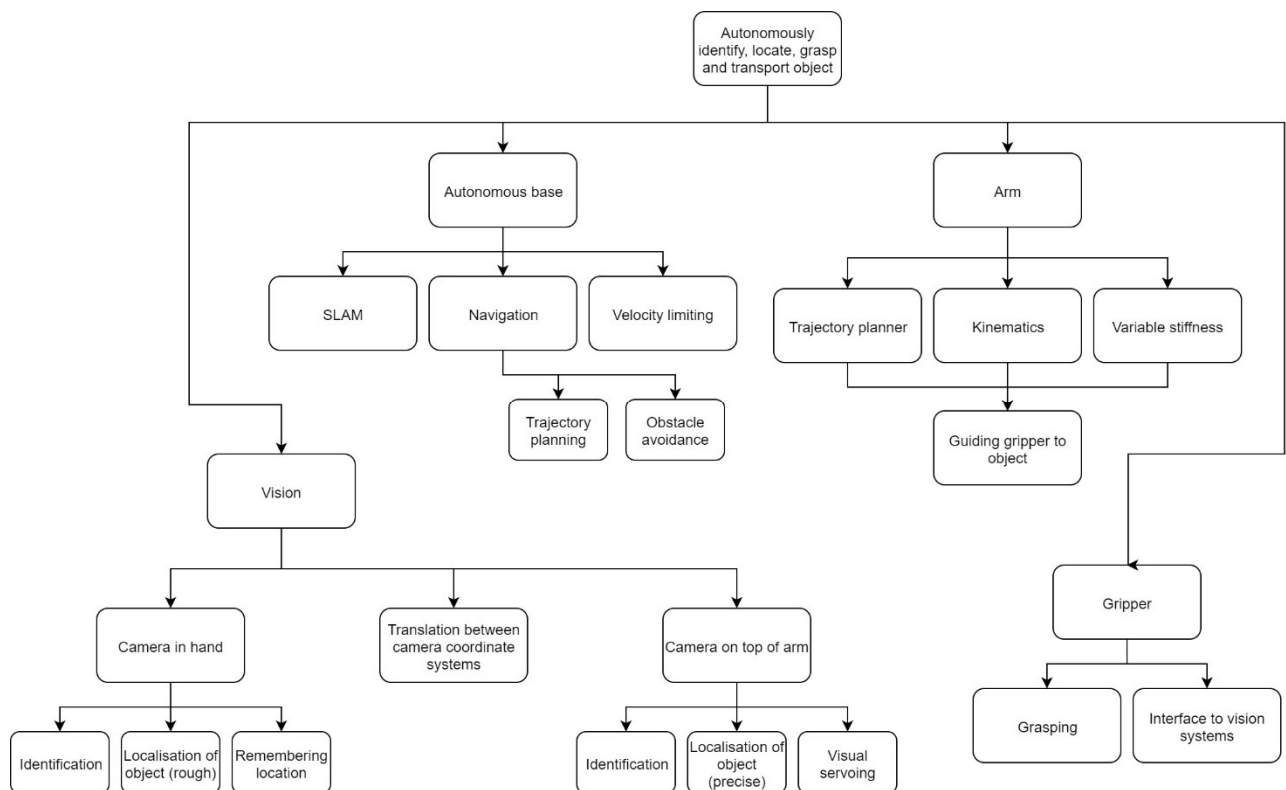 Autonomously
identify, locate, grasp
and transport object
Autonomous base
Arm
SLAM
Navigation
Velocity limiting
Trajectory planner
Kinematics
Variable stiffness
Trajectory
planning
Obstacle
avoidance
Guiding gripper to
object
Vision
Gripper
Camera in hand
Translation between
camera coordinate
systems
Camera on top of arm
Grasping
Interface to vision
systems
Identification
Localisation of
object (rough)
Remembering
location
Identification
Localisation of
object
(precise)
Visual
servoing